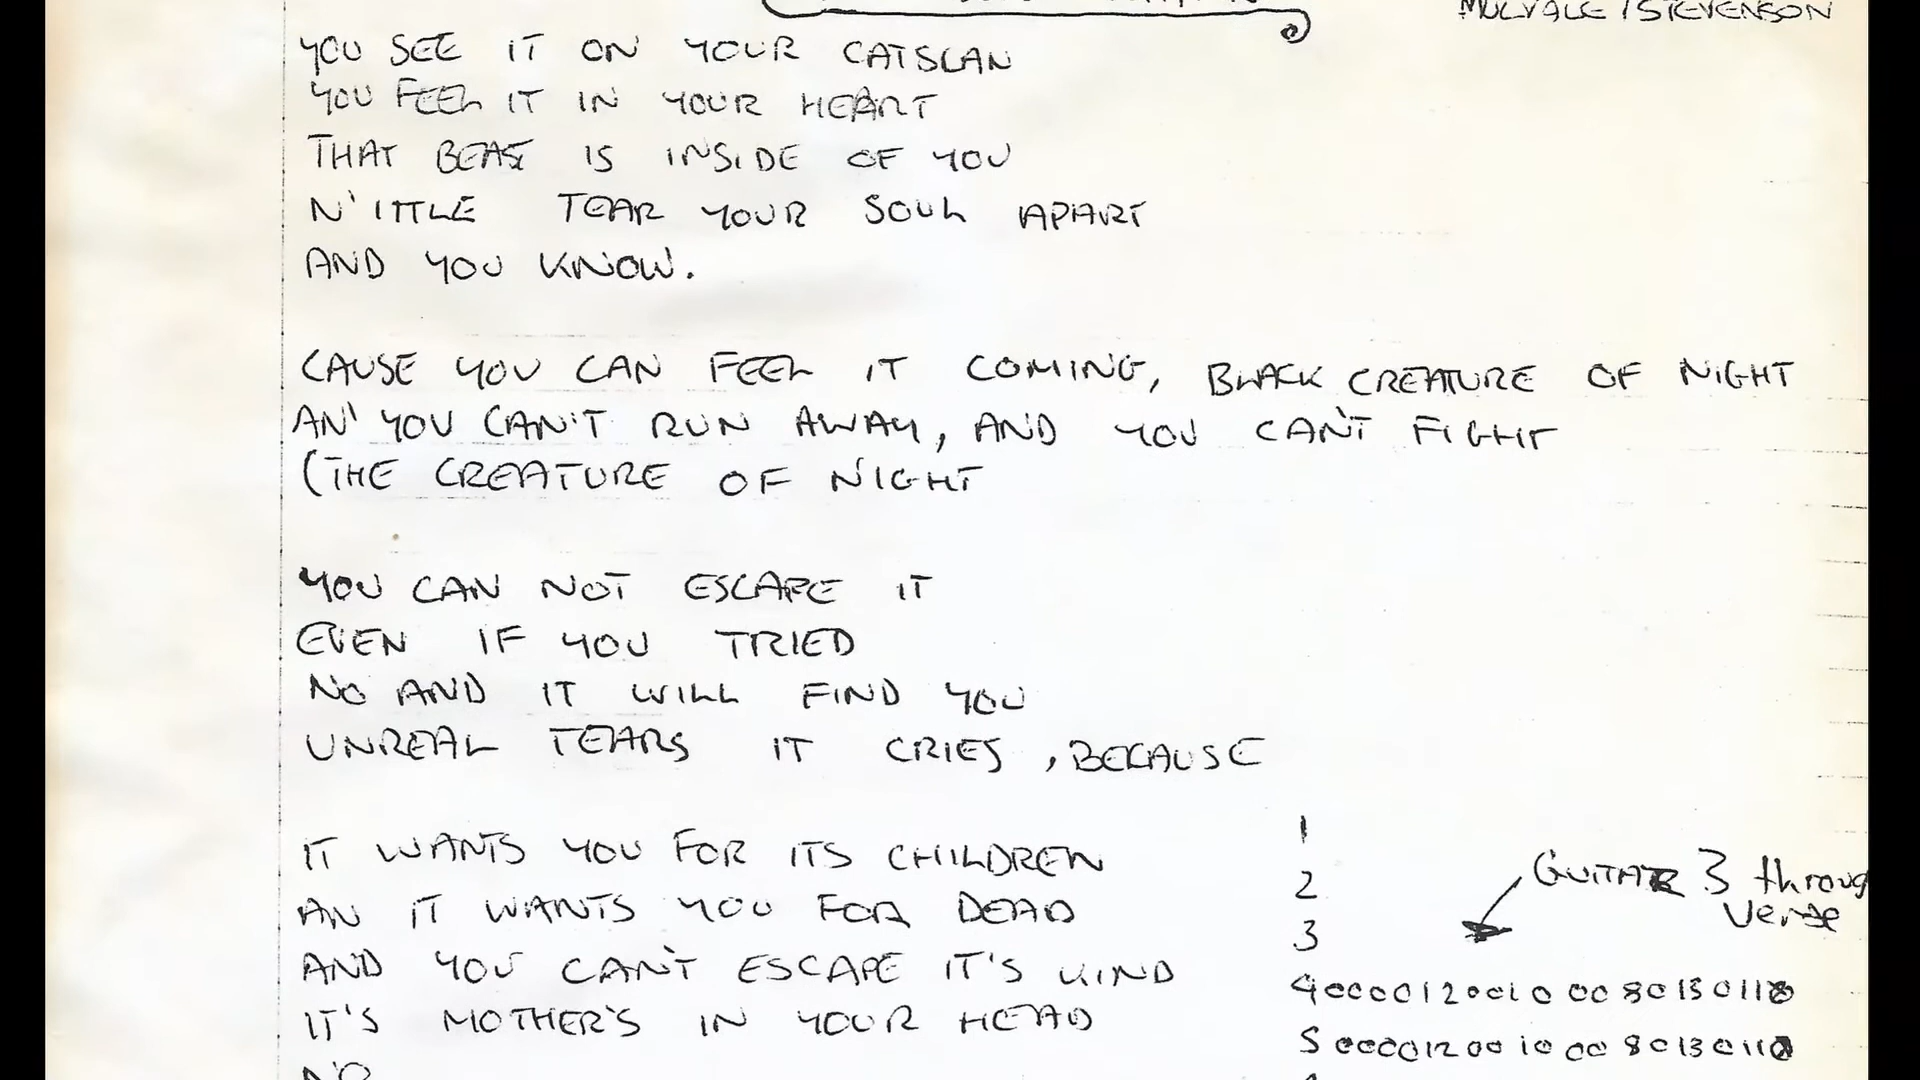 MULVALE / STEVENSON
YOU SEE IT ON YOUR CATSCAN
YOU FEEL IT IN YOUR HEART
THAT BEAST IS INSIDE OF YOU
N' ITTLE TEAR YOUR SOUL APART
AND YOU KNOW.
CAUSE YOU CAN FEEL IT COMING, BLACK CREATURE OF NIGHT
AN' YOU CAN'T RUN AWAY, AND YOU CAN'T FIGHT
(THE CREATURE OF NIGHT
YOU CAN NOT ESCAPE IT
EVEN IF YOU TRIED
NO AND IT WILL FIND YOU
UNREAL TEARS IT CRIES, BECAUSE
IT WANTS YOU FOR ITS CHILDREN
AN IT WANTS YOU FOR DEAD
AND YOU CAN'T ESCAPE IT'S KIND
IT'S MOTHER'S IN YOUR HEAD
NO
1
2
3
GUITAR 3 throug
verse
4
5